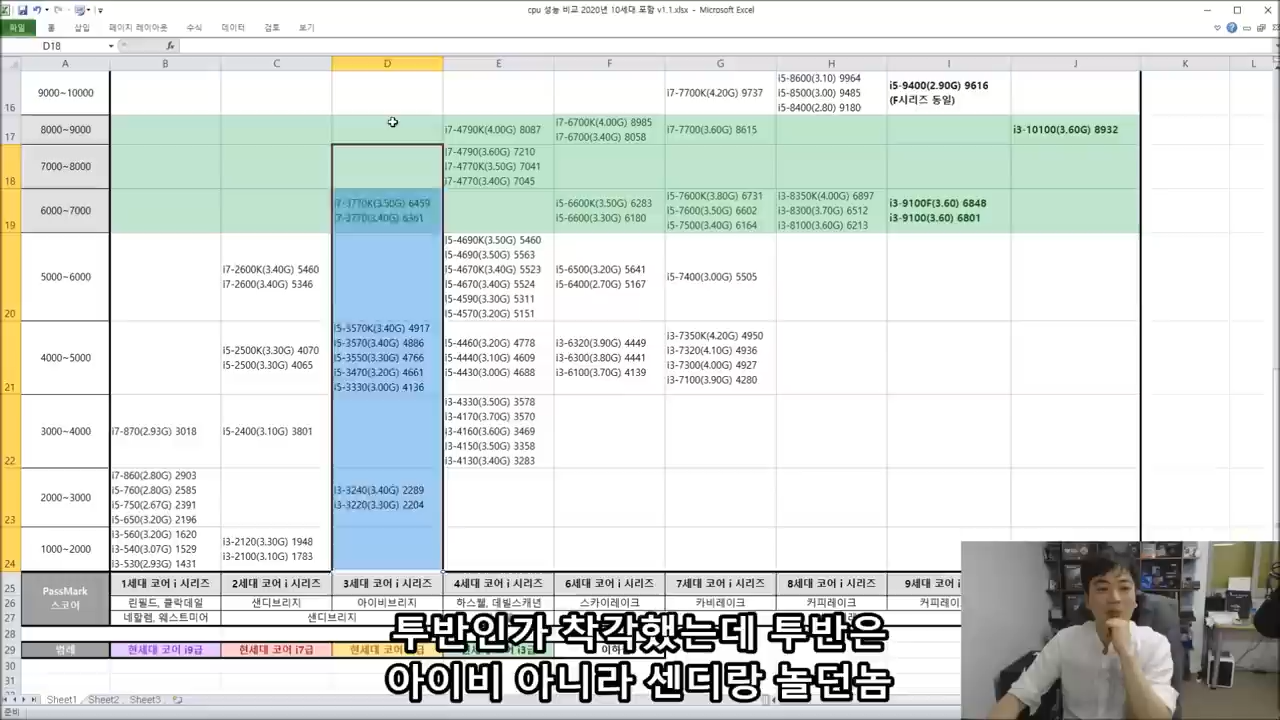 cpu 성능 비교 2020년 10세대 포함 v1.1.xlsx - Microsoft Excel
파일 홈 삽입 페이지 레이아웃 수식 데이터 검토 보기
D18 fx
A B C D E F G H I J K L
16 9000~10000 i7-7700K(4.20G) 9737 i5-8600(3.10) 9964
i5-8500(3.00) 9485
i5-8400(2.80) 9180
i5-9400(2.90G) 9616
(F시리즈 동일)
17 8000~9000 i7-4790K(4.00G) 8087 i7-6700K(4.00G) 8985
i7-6700(3.40G) 8058
i7-7700(3.60G) 8615
i3-10100(3.60G) 8932
18 7000~8000 i7-4790(3.60G) 7210
i7-4770K(3.50G) 7041
i7-4770(3.40G) 7045
19 6000~7000 i7-3770K(3.50G) 6459
i7-3770(3.40G) 6361
i5-6600K(3.50G) 6283
i5-6600(3.30G) 6180
i5-7600K(3.80G) 6731
i5-7600(3.50G) 6602
i5-7500(3.40G) 6164
i3-8350K(4.00G) 6897
i3-8300(3.70G) 6512
i3-8100(3.60G) 6213
i3-9100F(3.60) 6848
i3-9100(3.60) 6801
20 5000~6000 i7-2600K(3.40G) 5460
i7-2600(3.40G) 5346
i5-4690K(3.50G) 5460
i5-4690(3.50G) 5563
i5-4670K(3.40G) 5523
i5-4670(3.40G) 5524
i5-4590(3.30G) 5311
i5-4570(3.20G) 5151
i5-6500(3.20G) 5641
i5-6400(2.70G) 5167
i5-7400(3.00G) 5505
21 4000~5000 i5-2500K(3.30G) 4070
i5-2500(3.30G) 4065
i5-3570K(3.40G) 4917
i5-3570(3.40G) 4886
i5-3550(3.30G) 4766
i5-3470(3.20G) 4661
i5-3330(3.00G) 4136
i5-4460(3.20G) 4778
i5-4440(3.10G) 4609
i5-4430(3.00G) 4688
i3-6320(3.90G) 4449
i3-6300(3.80G) 4441
i3-6100(3.70G) 4139
i3-7350K(4.20G) 4950
i3-7320(4.10G) 4936
i3-7300(4.00G) 4927
i3-7100(3.90G) 4280
22 3000~4000 i7-870(2.93G) 3018 i5-2400(3.10G) 3801
i3-4330(3.50G) 3578
i3-4170(3.70G) 3570
i3-4160(3.60G) 3469
i3-4150(3.50G) 3358
i3-4130(3.40G) 3283
23 2000~3000 i7-860(2.80G) 2903
i5-760(2.80G) 2585
i5-750(2.67G) 2391
i5-650(3.20G) 2196
i3-3240(3.40G) 2289
i3-3220(3.30G) 2204
24 1000~2000 i3-560(3.20G) 1620
i3-540(3.07G) 1529
i3-530(2.93G) 1431
i3-2120(3.30G) 1948
i3-2100(3.10G) 1783
25 PassMark 1세대 코어 i 시리즈 2세대 코어 i 시리즈 3세대 코어 i 시리즈 4세대 코어 i 시리즈 6세대 코어 i 시리즈 7세대 코어 i 시리즈 8세대 코어 i 시리즈 9세대 코어 i
26 스코어 린필드, 클락데일 샌디브리지 아이비브리지 하스웰, 데빌스캐년 스카이레이크 카비레이크 커피레이크
27 네할렘, 웨스트미어 샌디브리지
28
29 범례 현세대 코어 i9급 현세대 코어 i7급
30
31
투반인가 착각했는데 투반은
아이비 아니라 센디랑 놀던놈
Sheet1 Sheet2 Sheet3
준비